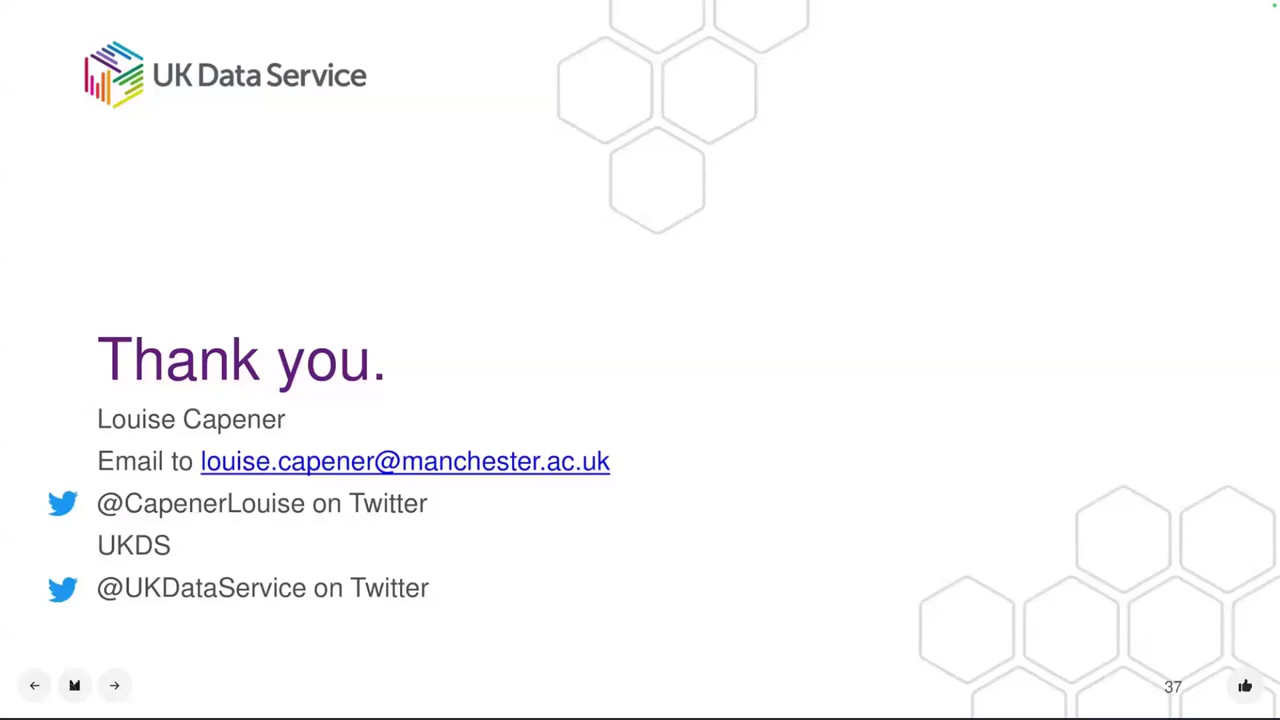 UK Data Service
Thank you.
Louise Capener
Email to louise.capener@manchester.ac.uk
@CapenerLouise on Twitter
UKDS
@UKDataService on Twitter
37